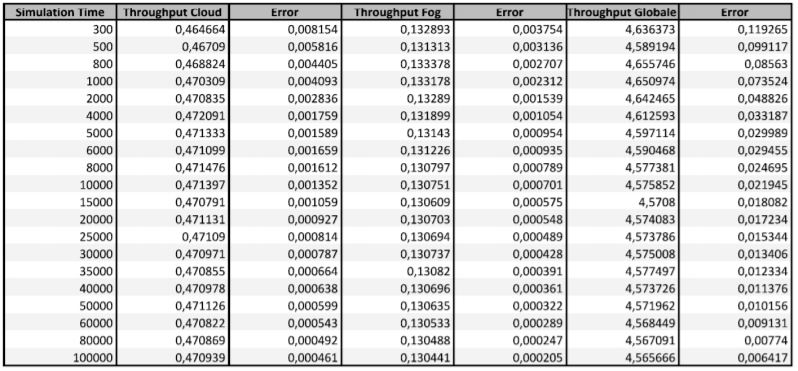 Simulation Time Throughput Cloud Error Throughput Fog Error Throughput Globale Error
300 0,464664 0,008154 0,132893 0,003754 4,636373 0,119265
500 0,46709 0,005816 0,131313 0,003136 4,589194 0,099117
800 0,468824 0,004405 0,133378 0,002707 4,655746 0,08563
1000 0,470309 0,004093 0,133178 0,002312 4,650974 0,073524
2000 0,470835 0,002836 0,13289 0,001539 4,642465 0,048826
4000 0,472091 0,001759 0,131899 0,001054 4,612593 0,033187
5000 0,471333 0,001589 0,13143 0,000954 4,597114 0,029989
6000 0,471099 0,001659 0,131226 0,000935 4,590468 0,029455
8000 0,471476 0,001612 0,130797 0,000789 4,577381 0,024695
10000 0,471397 0,001352 0,130751 0,000701 4,575852 0,021945
15000 0,470791 0,001059 0,130609 0,000575 4,5708 0,018082
20000 0,471131 0,000927 0,130703 0,000548 4,574083 0,017234
25000 0,47109 0,000814 0,130694 0,000489 4,573786 0,015344
30000 0,470971 0,000787 0,130737 0,000428 4,575008 0,013406
35000 0,470855 0,000664 0,13082 0,000391 4,577497 0,012334
40000 0,470978 0,000638 0,130696 0,000361 4,573726 0,011376
50000 0,471126 0,000599 0,130635 0,000322 4,571962 0,010156
60000 0,470822 0,000543 0,130533 0,000289 4,568449 0,009131
80000 0,470869 0,000492 0,130488 0,000247 4,567091 0,00774
100000 0,470939 0,000461 0,130441 0,000205 4,565666 0,006417